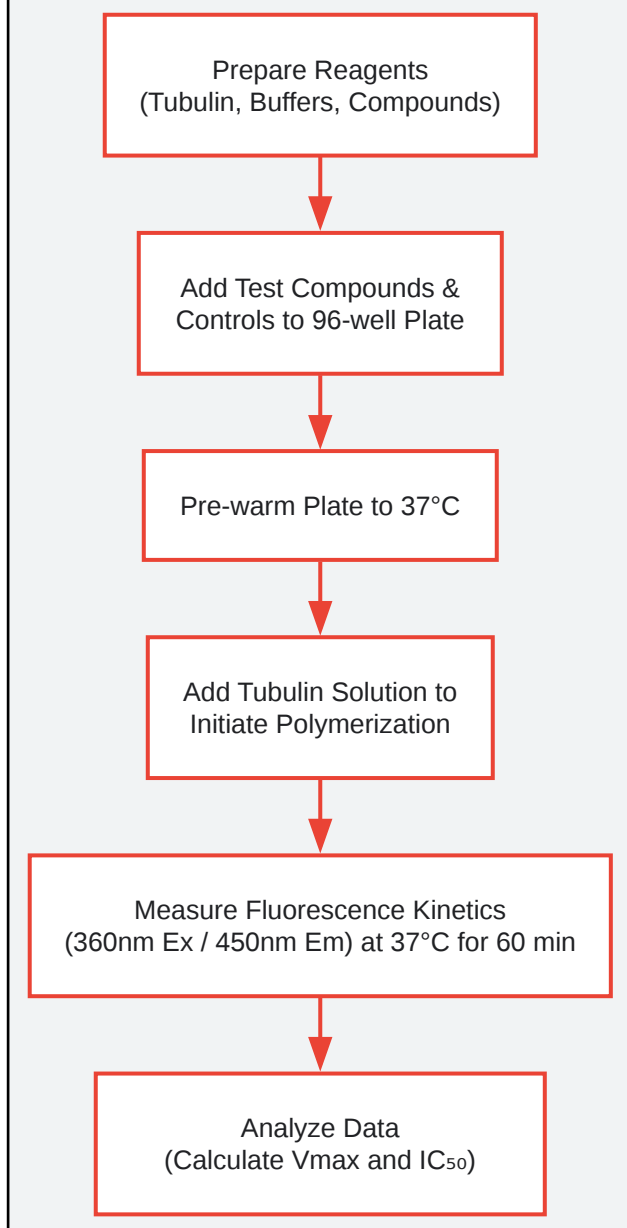 Prepare Reagents
(Tubulin, Buffers, Compounds)
Add Test Compounds &
Controls to 96-well Plate
Pre-warm Plate to 37°C
Add Tubulin Solution to
Initiate Polymerization
Measure Fluorescence Kinetics
(360nm Ex / 450nm Em) at 37°C for 60 min
Analyze Data
(Calculate Vmax and IC₅₀)